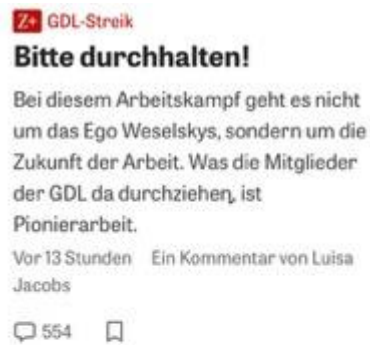 Z+ GDL-Streik
Bitte durchhalten!
Bei diesem Arbeitskampf geht es nicht
um das Ego Weselskys, sondern um die
Zukunft der Arbeit. Was die Mitglieder
der GDL da durchziehen, ist
Pionierarbeit.
Vor 13 Stunden Ein Kommentar von Luisa
Jacobs
554